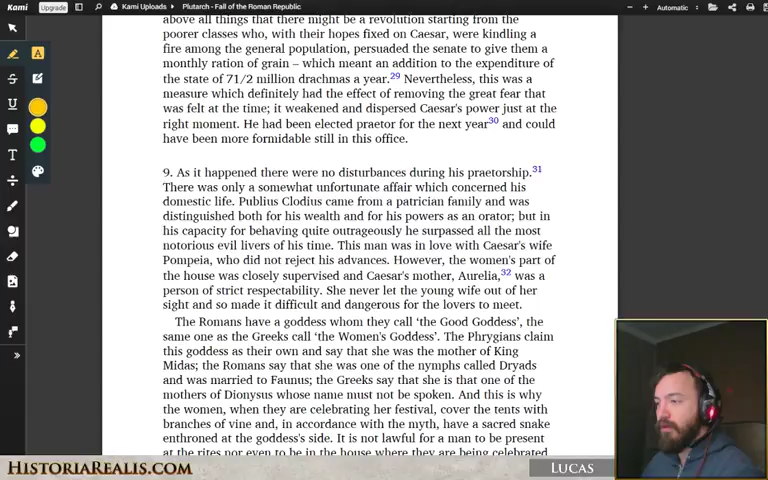 Kami
Upgrade
Kami Uploads > Plutarch - Fall of the Roman Republic
Automatic
above all things that there might be a revolution starting from the
poorer classes who, with their hopes fixed on Caesar, were kindling a
fire among the general population, persuaded the senate to give them a
monthly ration of grain – which meant an addition to the expenditure of
the state of 71/2 million drachmas a year.29 Nevertheless, this was a
measure which definitely had the effect of removing the great fear that
was felt at the time; it weakened and dispersed Caesar's power just at the
right moment. He had been elected praetor for the next year30 and could
have been more formidable still in this office.
9. As it happened there were no disturbances during his praetorship.31
There was only a somewhat unfortunate affair which concerned his
domestic life. Publius Clodius came from a patrician family and was
distinguished both for his wealth and for his powers as an orator; but in
his capacity for behaving quite outrageously he surpassed all the most
notorious evil livers of his time. This man was in love with Caesar's wife
Pompeia, who did not reject his advances. However, the women's part of
the house was closely supervised and Caesar's mother, Aurelia,32 was a
person of strict respectability. She never let the young wife out of her
sight and so made it difficult and dangerous for the lovers to meet.
The Romans have a goddess whom they call ‘the Good Goddess’, the
same one as the Greeks call ‘the Women's Goddess’. The Phrygians claim
this goddess as their own and say that she was the mother of King
Midas; the Romans say that she was one of the nymphs called Dryads
and was married to Faunus; the Greeks say that she is that one of the
mothers of Dionysus whose name must not be spoken. And this is why
the women, when they are celebrating her festival, cover the tents with
branches of vine and, in accordance with the myth, have a sacred snake
enthroned at the goddess's side. It is not lawful for a man to be present
at the rites nor even to be in the house where they are being celebrated
HISTORIAREALIS.COM
LUCAS